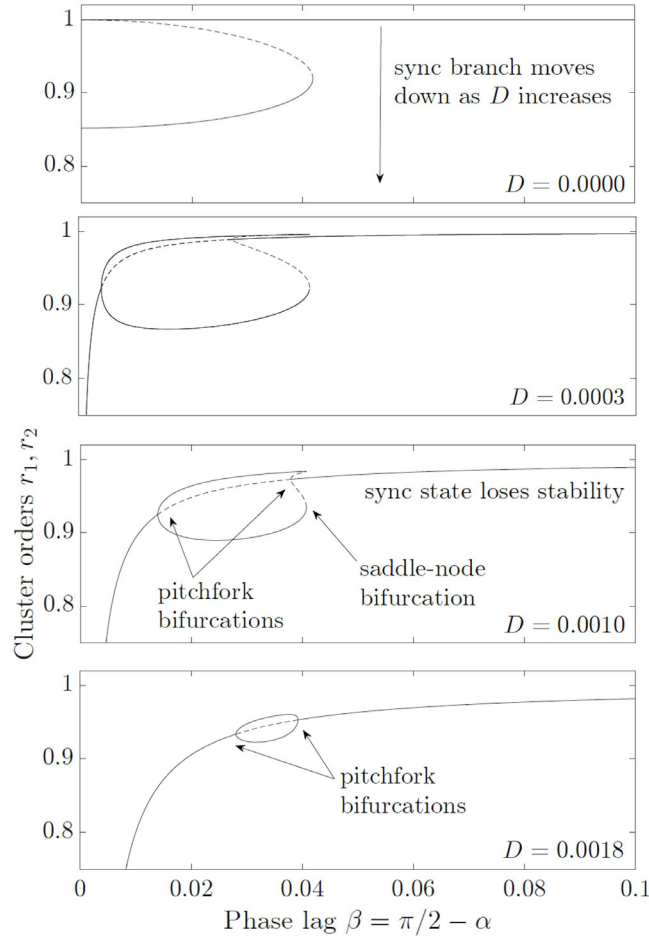 1
0.9
0.8
sync branch moves
down as D increases
D = 0.0000
1
0.9
0.8
D = 0.0003
Cluster orders r₁, r₂
1
0.9
0.8
sync state loses stability
pitchfork
bifurcations
saddle-node
bifurcation
D = 0.0010
1
0.9
0.8
pitchfork
bifurcations
D = 0.0018
0 0.02 0.04 0.06 0.08 0.1
Phase lag β = π/2 − α